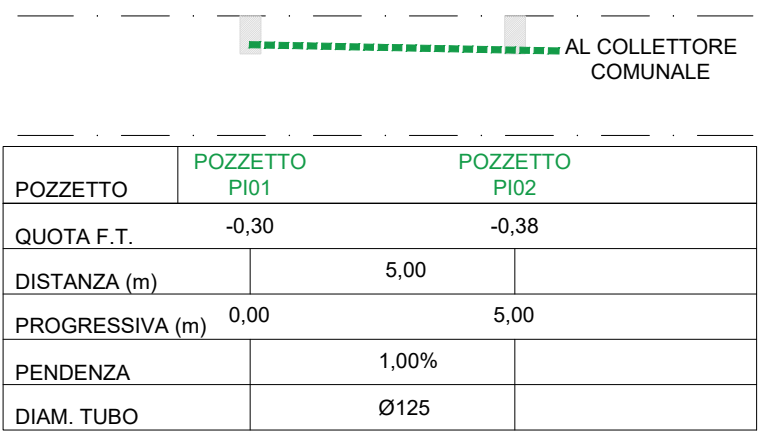 AL COLLETTORE
COMUNALE
POZZETTO POZZETTO
POZZETTO PI01 PI02
QUOTA F.T. -0,30 -0,38
DISTANZA (m) 5,00
PROGRESSIVA (m) 0,00 5,00
PENDENZA 1,00%
DIAM. TUBO Ø125